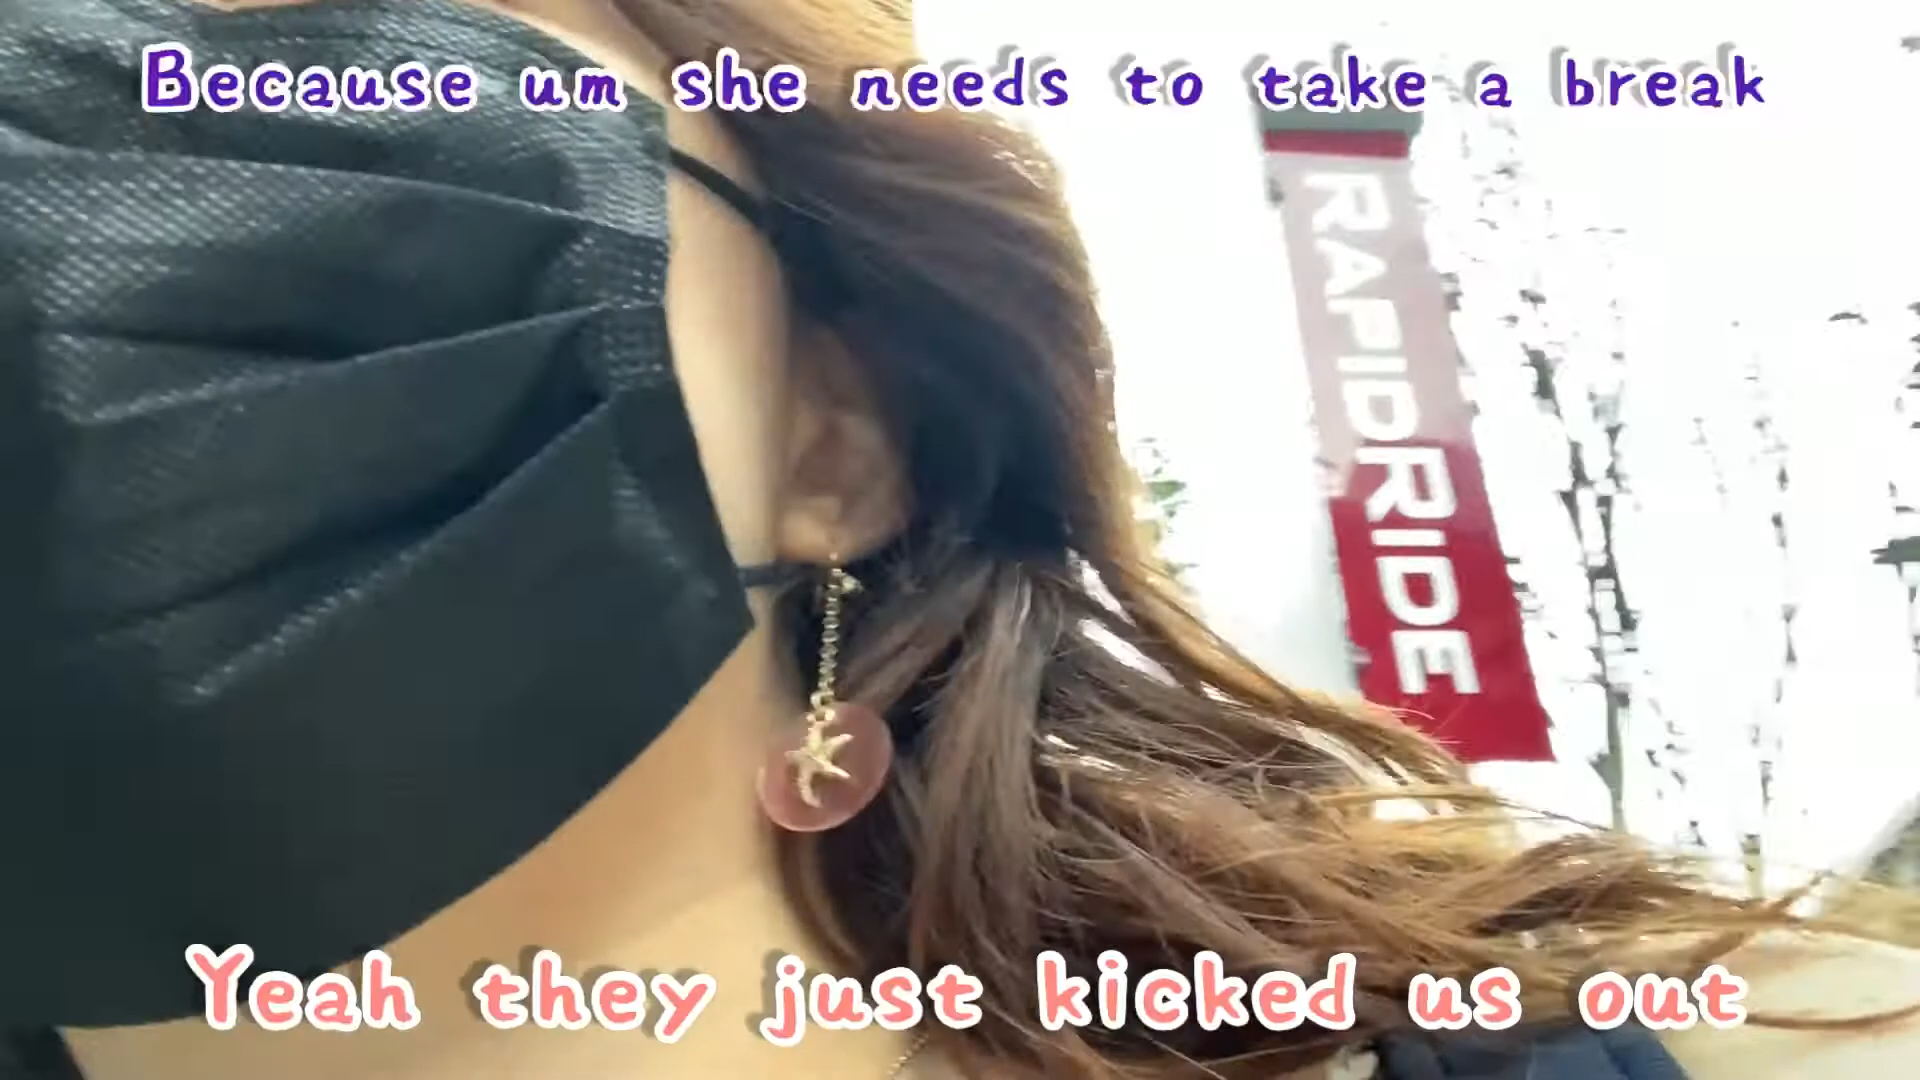 Because um she needs to take a break
RAPIDRIDE
Yeah they just kicked us out